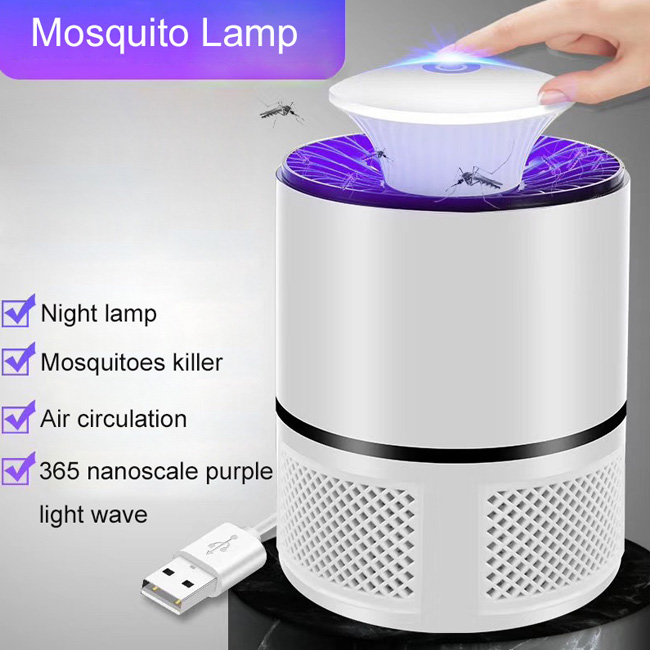 Mosquito Lamp
Night lamp
Mosquitoes killer
Air circulation
365 nanoscale purple
light wave